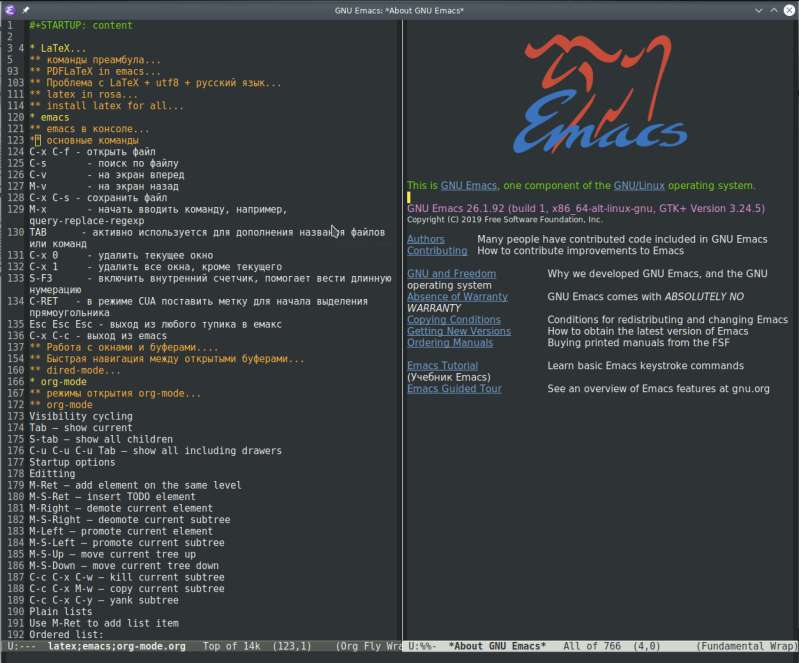 GNU Emacs: *About GNU Emacs*
1 #+STARTUP: content
2
3 4 * LaTeX...
5 ** команды преамбула...
93 ** PDFLaTeX in emacs...
103 ** Проблема с LaTeX + utf8 + русский язык...
111 ** latex in rosa...
114 ** install latex for all...
120 * emacs
121 ** emacs в консоле...
123 ** основные команды
124 C-x C-f - открыть файл
125 C-s - поиск по файлу
126 C-v - на экран вперед
127 M-v - на экран назад
128 C-x C-s - сохранить файл
129 M-x - начать вводить команду, например,
query-replace-regexp
130 TAB - активно используется для дополнения названия файлов
или команд
131 C-x 0 - удалить текущее окно
132 C-x 1 - удалить все окна, кроме текущего
133 S-F3 - включить внутренний счетчик, помогает вести длинную
нумерацию
134 C-RET - в режиме CUA поставить метку для начала выделения
прямоугольника
135 Esc Esc Esc - выход из любого тупика в емакс
136 C-x C-c - выход из emacs
137 ** Работа с окнами и буферами....
154 ** Быстрая навигация между открытыми буферами...
160 ** dired-mode...
166 * org-mode
167 ** режимы открытия org-mode...
172 ** org-mode
173 Visibility cycling
174 Tab — show current
175 S-tab — show all children
176 C-u C-u C-u Tab — show all including drawers
177 Startup options
178 Editting
179 M-Ret — add element on the same level
180 M-S-Ret — insert TODO element
181 M-Right — demote current element
182 M-S-Right — deomote current subtree
183 M-Left — promote current element
184 M-S-Left — promote current subtree
185 M-S-Up — move current tree up
186 M-S-Down — move current tree down
187 C-c C-x C-w — kill current subtree
188 C-c C-x M-w — copy current subtree
189 C-c C-x C-y — yank subtree
190 Plain lists
191 Use M-Ret to add list item
192 Ordered list:
U:--- latex;emacs;org-mode.org Top of 14k (123,1) (Org Fly Wra
Emacs
This is GNU Emacs, one component of the GNU/Linux operating system.
GNU Emacs 26.1.92 (build 1, x86_64-alt-linux-gnu, GTK+ Version 3.24.5)
Copyright (C) 2019 Free Software Foundation, Inc.
Authors Many people have contributed code included in GNU Emacs
Contributing How to contribute improvements to Emacs
GNU and Freedom Why we developed GNU Emacs, and the GNU
operating system
Absence of Warranty GNU Emacs comes with ABSOLUTELY NO
WARRANTY
Copying Conditions Conditions for redistributing and changing Emacs
Getting New Versions How to obtain the latest version of Emacs
Ordering Manuals Buying printed manuals from the FSF
Emacs Tutorial Learn basic Emacs keystroke commands
(Учебник Emacs)
Emacs Guided Tour See an overview of Emacs features at gnu.org
U:%%- *About GNU Emacs* All of 766 (4,0) (Fundamental Wrap)